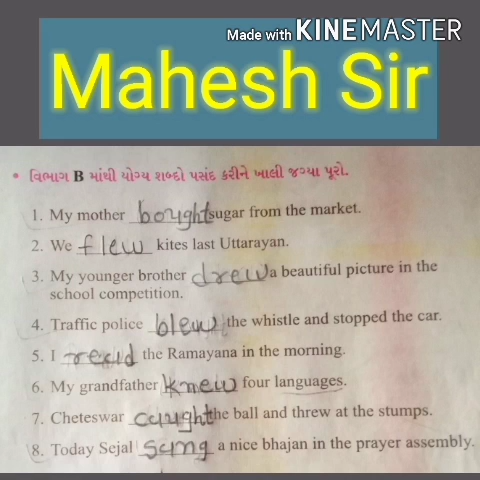 Made with KINEMASTER
Mahesh Sir
• વિભાગ B માંથી યોગ્ય શબ્દો પસંદ કરીને ખાલી જગ્યા પૂરો.
1. My mother bought sugar from the market.
2. We flew kites last Uttarayan.
3. My younger brother drew a beautiful picture in the
school competition.
4. Traffic police blew the whistle and stopped the car.
5. I read the Ramayana in the morning.
6. My grandfather knew four languages.
7. Cheteswar caught the ball and threw at the stumps.
8. Today Sejal sang a nice bhajan in the prayer assembly.